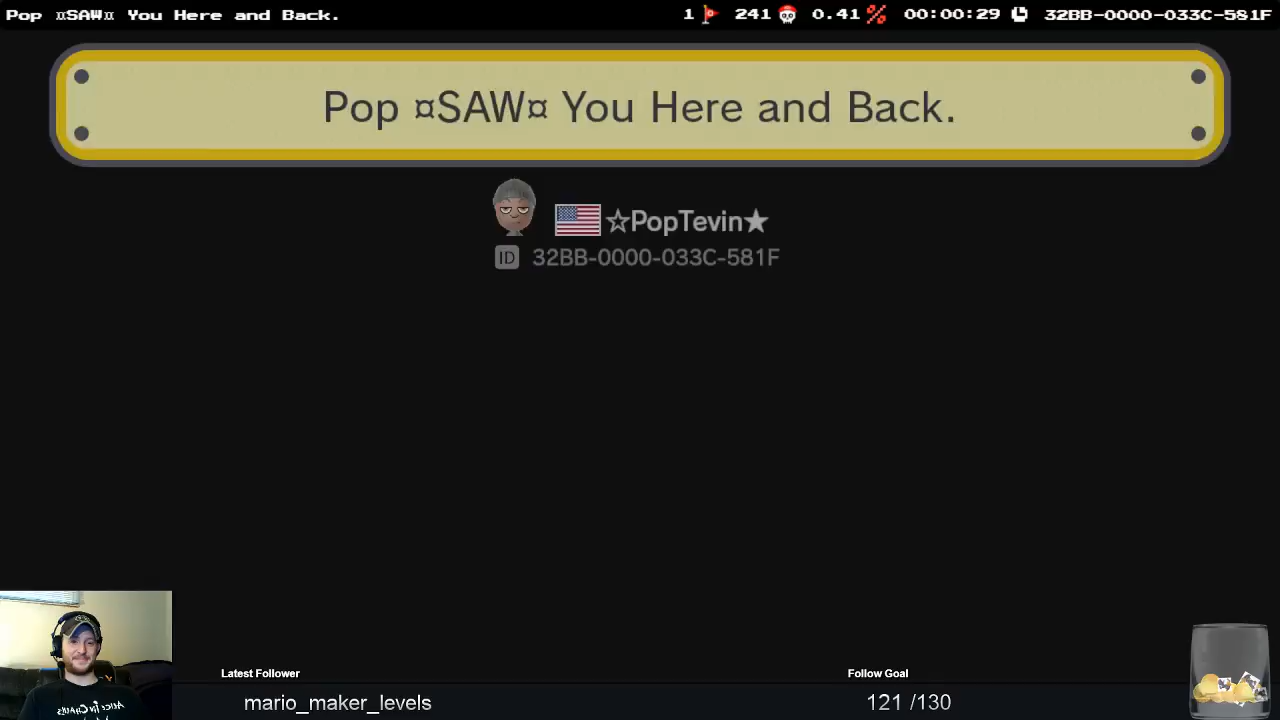 Pop ¤SAW¤ You Here and Back.
1 241 0.41 % 00:00:29 32BB-0000-033C-581F
Pop ¤SAW¤ You Here and Back.
☆PopTevin★
ID 32BB-0000-033C-581F
Latest Follower
mario_maker_levels
Follow Goal
121 /130